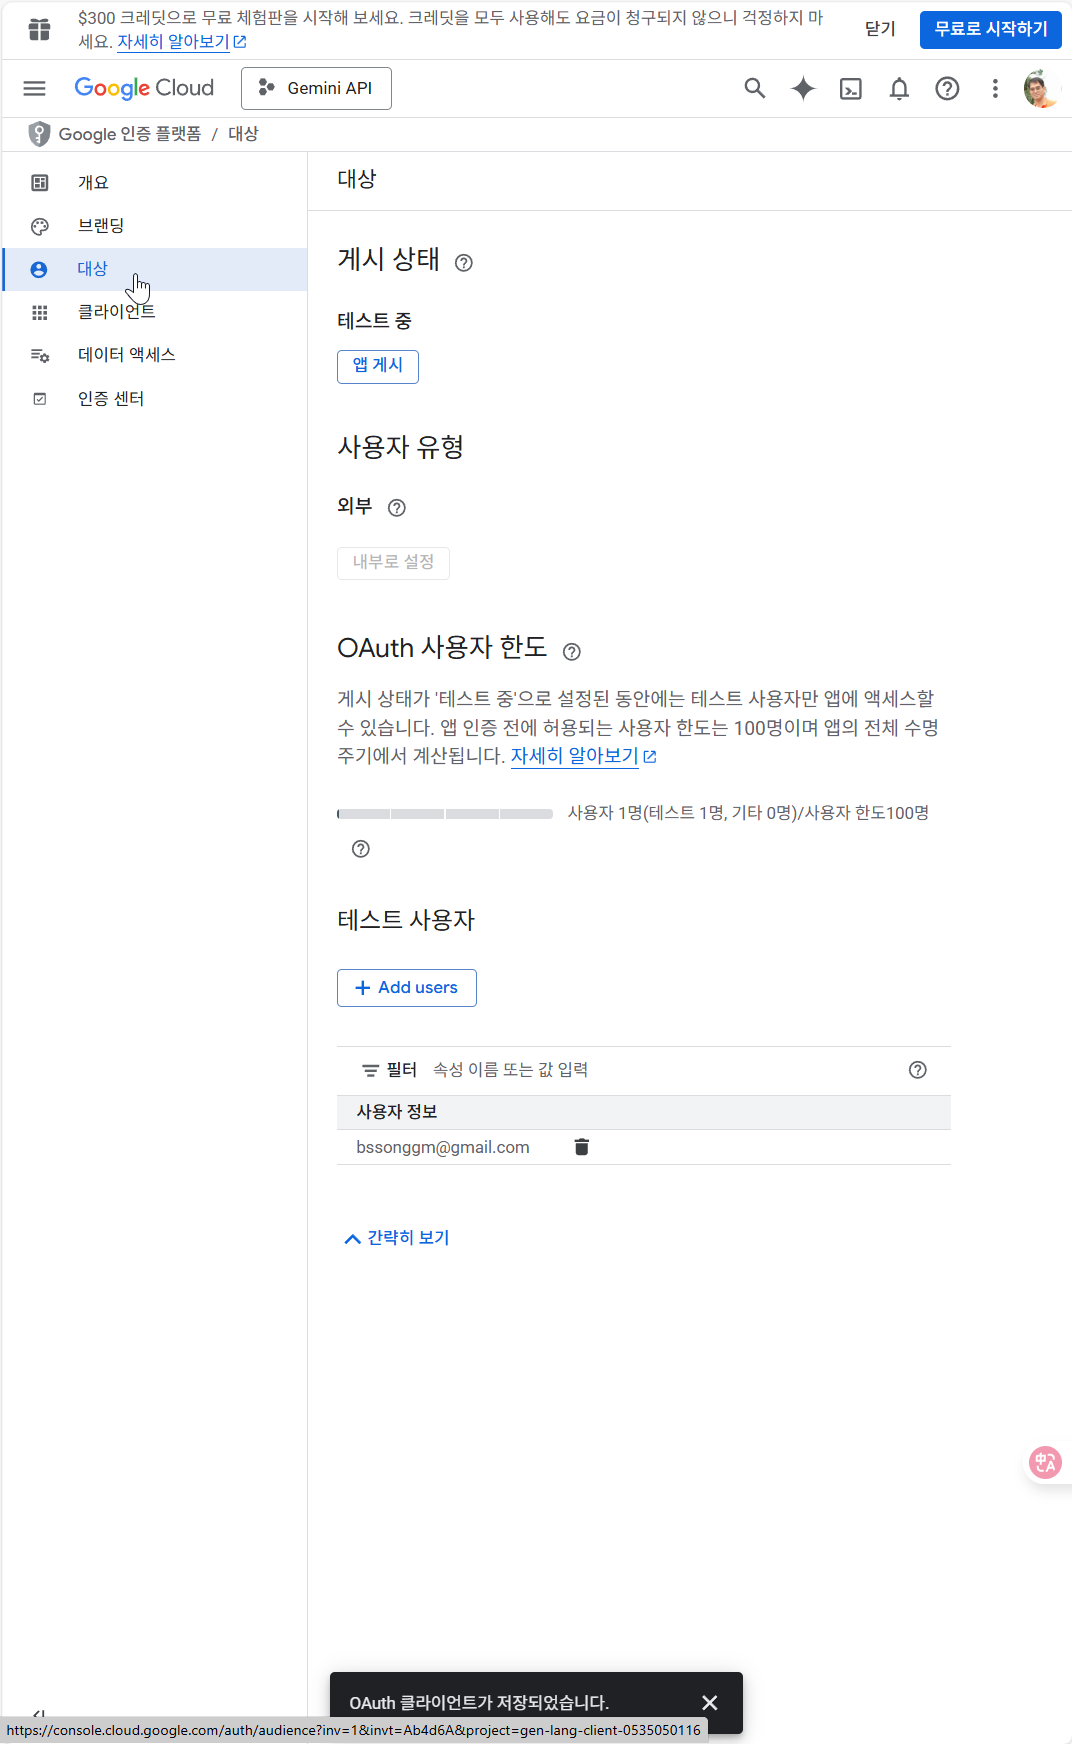 $300 크레딧으로 무료 체험판을 시작해 보세요. 크레딧을 모두 사용해도 요금이 청구되지 않으니 걱정하지 마
세요. 자세히 알아보기
닫기
무료로 시작하기
Google Cloud
Gemini API
Google 인증 플랫폼 / 대상
개요
브랜딩
대상
클라이언트
데이터 액세스
인증 센터
대상
게시 상태
테스트 중
앱 게시
사용자 유형
외부
내부로 설정
OAuth 사용자 한도
게시 상태가 '테스트 중'으로 설정된 동안에는 테스트 사용자만 앱에 액세스할
수 있습니다. 앱 인증 전에 허용되는 사용자 한도는 100명이며 앱의 전체 수명
주기에서 계산됩니다. 자세히 알아보기
사용자 1명(테스트 1명, 기타 0명)/사용자 한도100명
테스트 사용자
+ Add users
필터 속성 이름 또는 값 입력
사용자 정보
bssonggm@gmail.com
간략히 보기
中 A
OAuth 클라이언트가 저장되었습니다.
https://console.cloud.google.com/auth/audience?inv=1&invt=Ab4d6A&project=gen-lang-client-0535050116